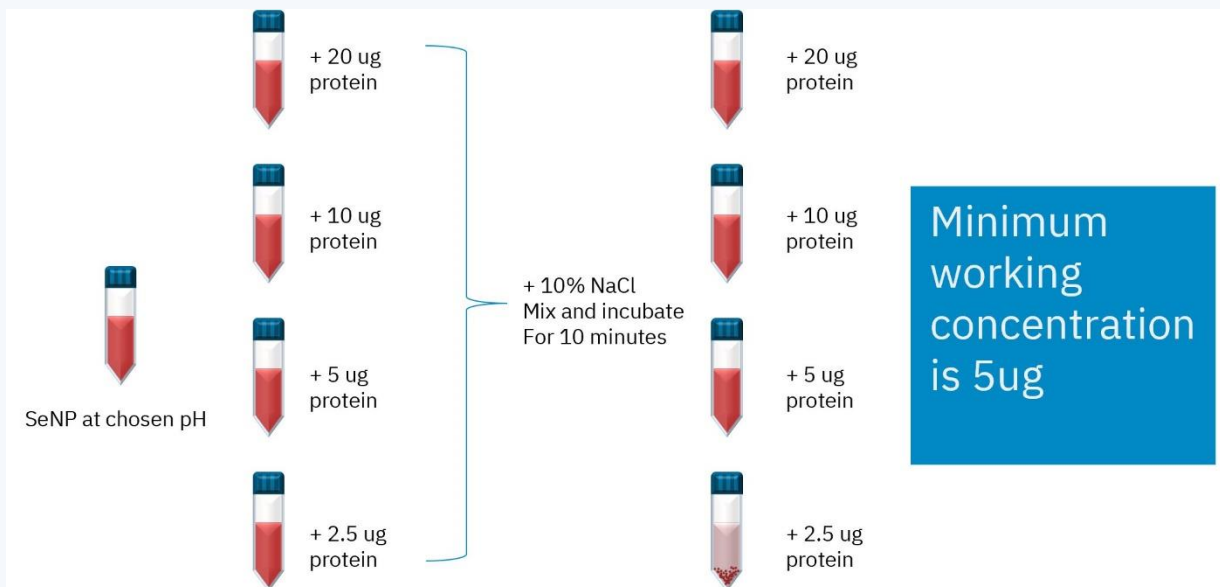 SeNP at chosen pH
+ 20 ug
protein
+ 10 ug
protein
+ 5 ug
protein
+ 2.5 ug
protein
+ 10% NaCl
Mix and incubate
For 10 minutes
+ 20 ug
protein
+ 10 ug
protein
+ 5 ug
protein
+ 2.5 ug
protein
Minimum
working
concentration
is 5ug